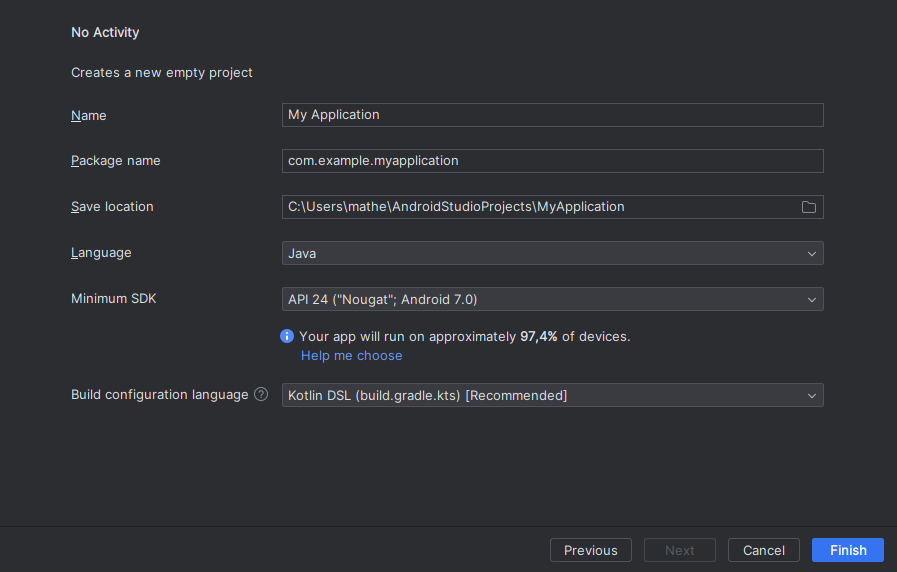 No Activity
Creates a new empty project
Name
My Application
Package name
com.example.myapplication
Save location
C:\Users\mathe\AndroidStudioProjects\MyApplication
Language
Java
Minimum SDK
API 24 ("Nougat"; Android 7.0)
Your app will run on approximately 97,4% of devices.
Help me choose
Build configuration language ?
Kotlin DSL (build.gradle.kts) [Recommended]
Previous Next Cancel Finish